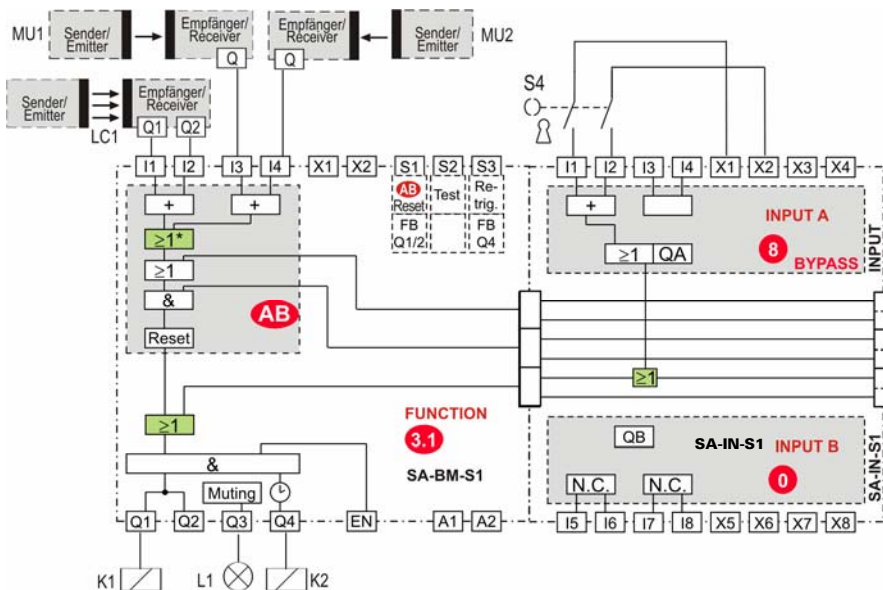 MU1
Sender/
Emitter
Empfänger/
Receiver
Q
Empfänger/
Receiver
Q
Sender/
Emitter
MU2
Sender/
Emitter
Empfänger/
Receiver
Q1 Q2
LC1
S4
I1 I2 I3 I4 X1 X2 S1 S2 S3
I1 I2 I3 I4 X1 X2 X3 X4
AB
Reset
Test
Re-
trig.
FB
Q1/2
FB
Q4
+ +
≥1*
≥1
&
Reset
AB
+
INPUT A
8
BYPASS
≥1 QA
INPUT
≥1
≥1
FUNCTION
3.1
SA-BM-S1
&
Muting
QB
SA-IN-S1
INPUT B
0
N.C. N.C.
SA-IN-S1
Q1 Q2 Q3 Q4 EN A1 A2
I5 I6 I7 I8 X5 X6 X7 X8
K1 L1 K2